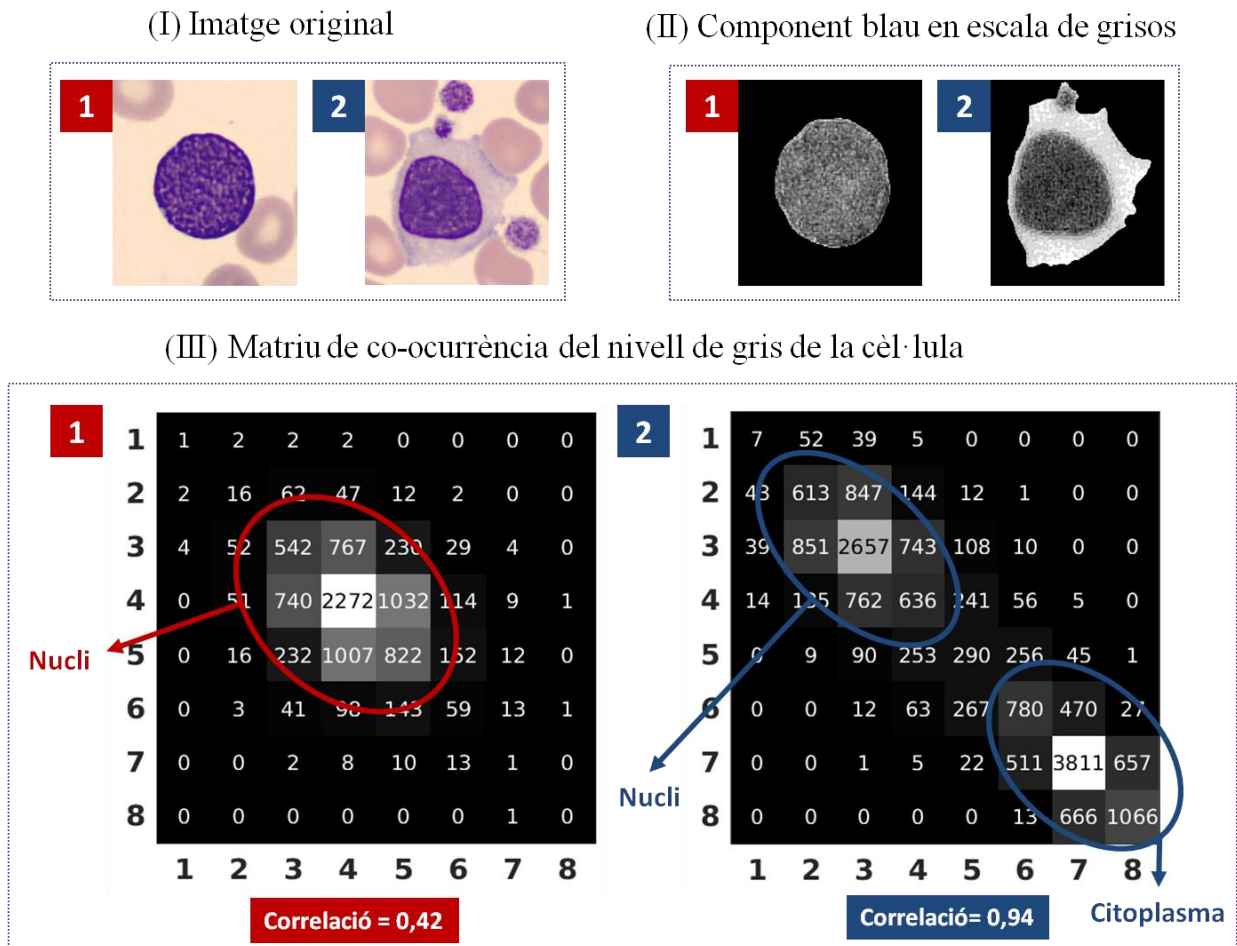 (I) Imatge original
(II) Component blau en escala de grisos
1
2
1
2
(III) Matriu de co-ocurrència del nivell de gris de la cèl·lula
1
1 1 2 2 2 0 0 0 0
2 2 16 62 47 12 2 0 0
3 4 52 542 767 230 29 4 0
4 0 51 740 2272 1032 114 9 1
5 0 16 232 1007 822 152 12 0
6 0 3 41 98 143 59 13 1
7 0 0 2 8 10 13 1 0
8 0 0 0 0 0 0 1 0
1 2 3 4 5 6 7 8
Nucli
Correlació = 0,42
2
1 7 52 39 5 0 0 0 0
2 43 613 847 144 12 1 0 0
3 39 851 2657 743 108 10 0 0
4 14 135 762 636 241 56 5 0
5 0 9 90 253 290 256 45 1
6 0 0 12 63 267 780 470 27
7 0 0 1 5 22 511 3811 657
8 0 0 0 0 0 13 666 1066
1 2 3 4 5 6 7 8
Nucli
Citoplasma
Correlació= 0,94